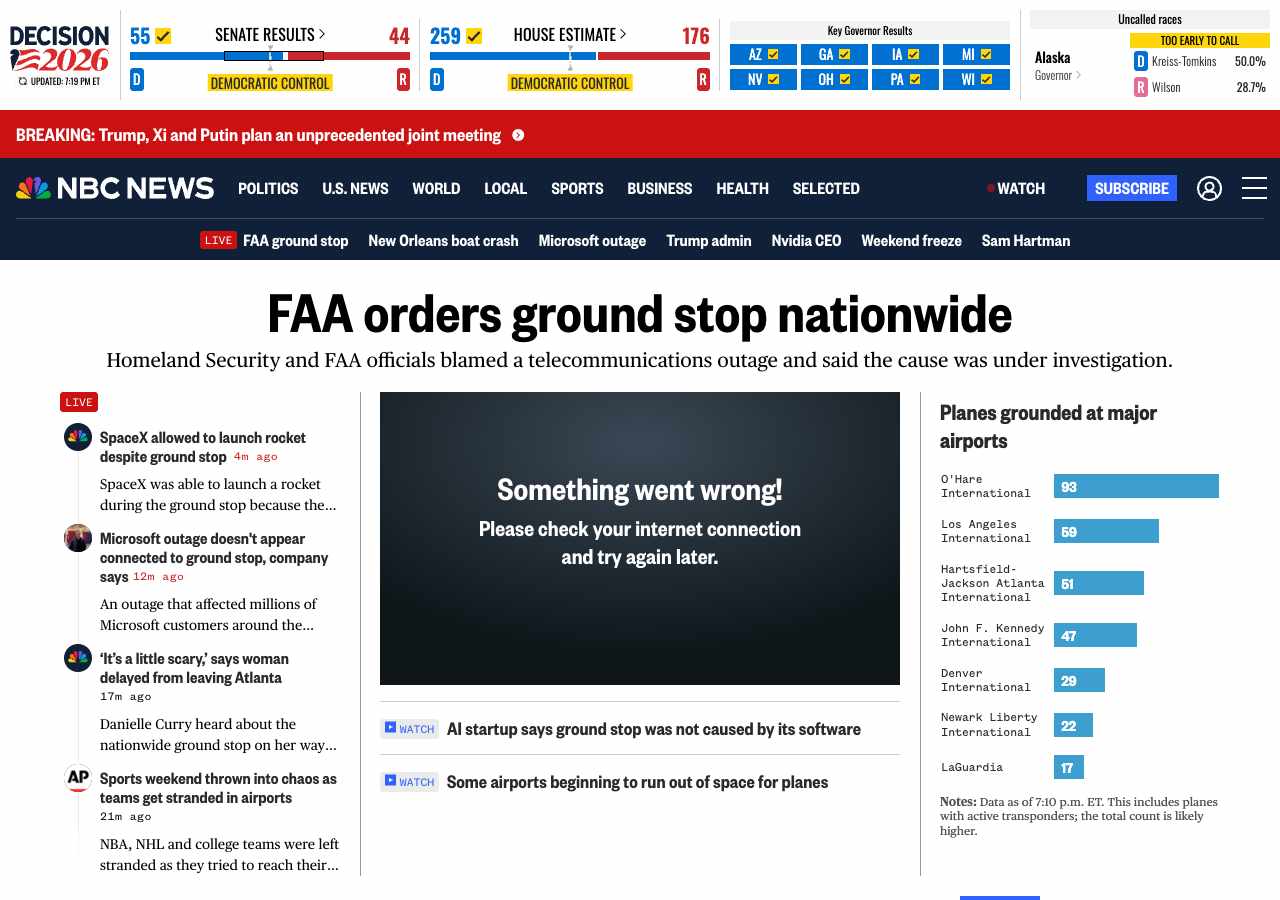 DECISION
2026
UPDATED: 7:19 PM ET
55 SENATE RESULTS 44
D DEMOCRATIC CONTROL R
259 HOUSE ESTIMATE 176
D DEMOCRATIC CONTROL R
Key Governor Results
AZ GA IA MI
NV OH PA WI
Uncalled races
Alaska
Governor
TOO EARLY TO CALL
D Kreiss-Tomkins 50.0%
R Wilson 28.7%
BREAKING: Trump, Xi and Putin plan an unprecedented joint meeting
NBC NEWS POLITICS U.S. NEWS WORLD LOCAL SPORTS BUSINESS HEALTH SELECTED WATCH SUBSCRIBE
LIVE FAA ground stop New Orleans boat crash Microsoft outage Trump admin Nvidia CEO Weekend freeze Sam Hartman
FAA orders ground stop nationwide
Homeland Security and FAA officials blamed a telecommunications outage and said the cause was under investigation.
LIVE
SpaceX allowed to launch rocket
despite ground stop 4m ago
SpaceX was able to launch a rocket
during the ground stop because the...
Microsoft outage doesn't appear
connected to ground stop, company
says 12m ago
An outage that affected millions of
Microsoft customers around the...
‘It’s a little scary,’ says woman
delayed from leaving Atlanta
17m ago
Danielle Curry heard about the
nationwide ground stop on her way...
AP
Sports weekend thrown into chaos as
teams get stranded in airports
21m ago
NBA, NHL and college teams were left
stranded as they tried to reach their...
Something went wrong!
Please check your internet connection
and try again later.
WATCH AI startup says ground stop was not caused by its software
WATCH Some airports beginning to run out of space for planes
Planes grounded at major
airports
O'Hare
International
93
Los Angeles
International
59
Hartsfield-
Jackson Atlanta
International
51
John F. Kennedy
International
47
Denver
International
29
Newark Liberty
International
22
LaGuardia
17
Notes: Data as of 7:10 p.m. ET. This includes planes
with active transponders; the total count is likely
higher.